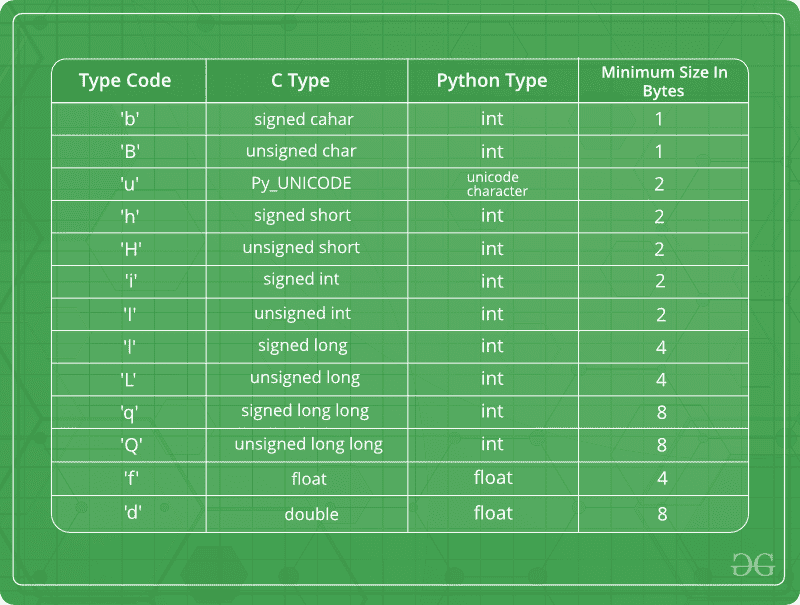 Type Code C Type Python Type Minimum Size In Bytes
'b' signed cahar int 1
'B' unsigned char int 1
'u' Py_UNICODE unicode character 2
'h' signed short int 2
'H' unsigned short int 2
'i' signed int int 2
'I' unsigned int int 2
'l' signed long int 4
'L' unsigned long int 4
'q' signed long long int 8
'Q' unsigned long long int 8
'f' float float 4
'd' double float 8